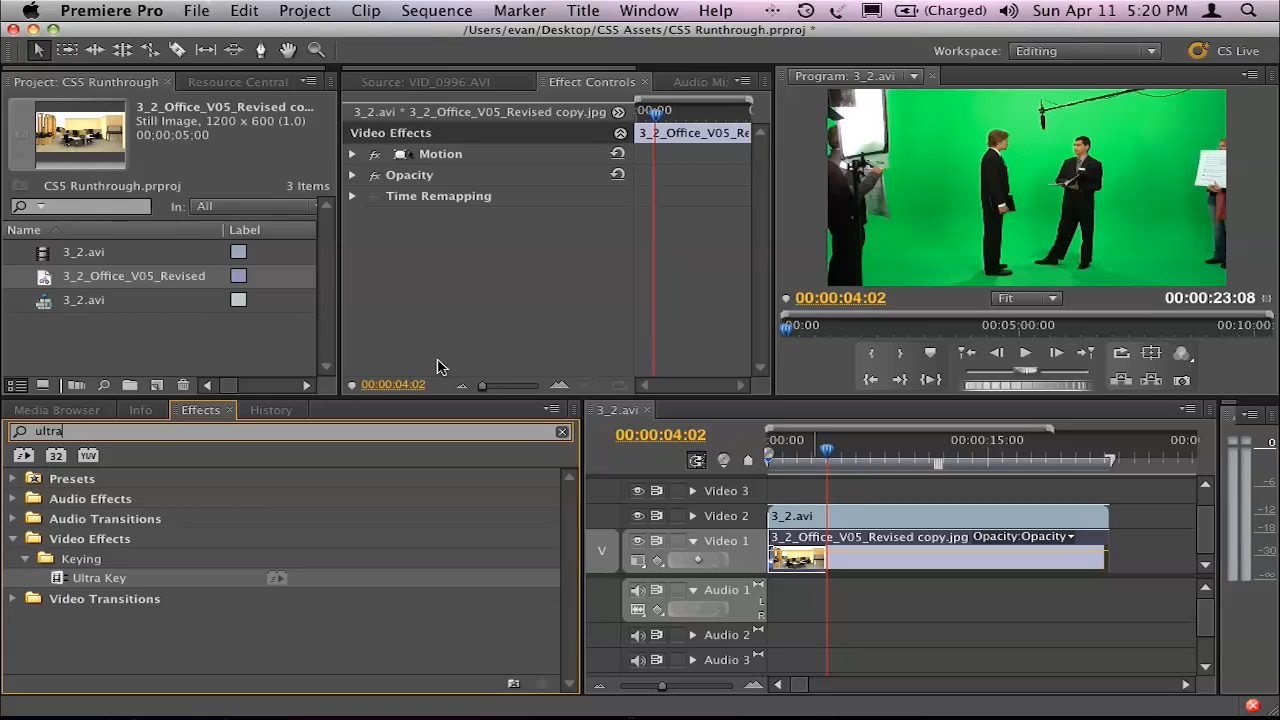 Premiere Pro File Edit Project Clip Sequence Marker Title Window Help (Charged) Sun Apr 11 5:20 PM
/Users/evan/Desktop/CS5 Assets/CS5 Runthrough.prproj *
Workspace: Editing CS Live
Project: CS5 Runthrough × Resource Central
3_2_Office_V05_Revised co...
Still Image, 1200 x 600 (1.0)
00;00;05;00
CS5 Runthrough.prproj 3 Items
In: All
Name Label
3_2.avi
3_2_Office_V05_Revised
3_2.avi
Source: VID_0996.AVI Effect Controls × Audio Mi:
3_2.avi * 3_2_Office_V05_Revised copy.jpg :00:00
Video Effects 3_2_Office_V05_Re
fx Motion
fx Opacity
Time Remapping
00:00:04:02
Program: 3_2.avi ×
00:00:04:02 Fit 00:00:23:08
00:00 00:05:00:00 00:10:00:
Media Browser Info Effects × History
ultra
32 YUV
Presets
Audio Effects
Audio Transitions
Video Effects
Keying
Ultra Key
Video Transitions
3_2.avi ×
00:00:04:02 :00:00 00:00:15:00 00:0
Video 3
Video 2 3_2.avi
V Video 1 3_2_Office_V05_Revised copy.jpg Opacity:Opacity
Audio 1 L
R
Audio 2
Audio 3
0
-6
-12
-18
-30